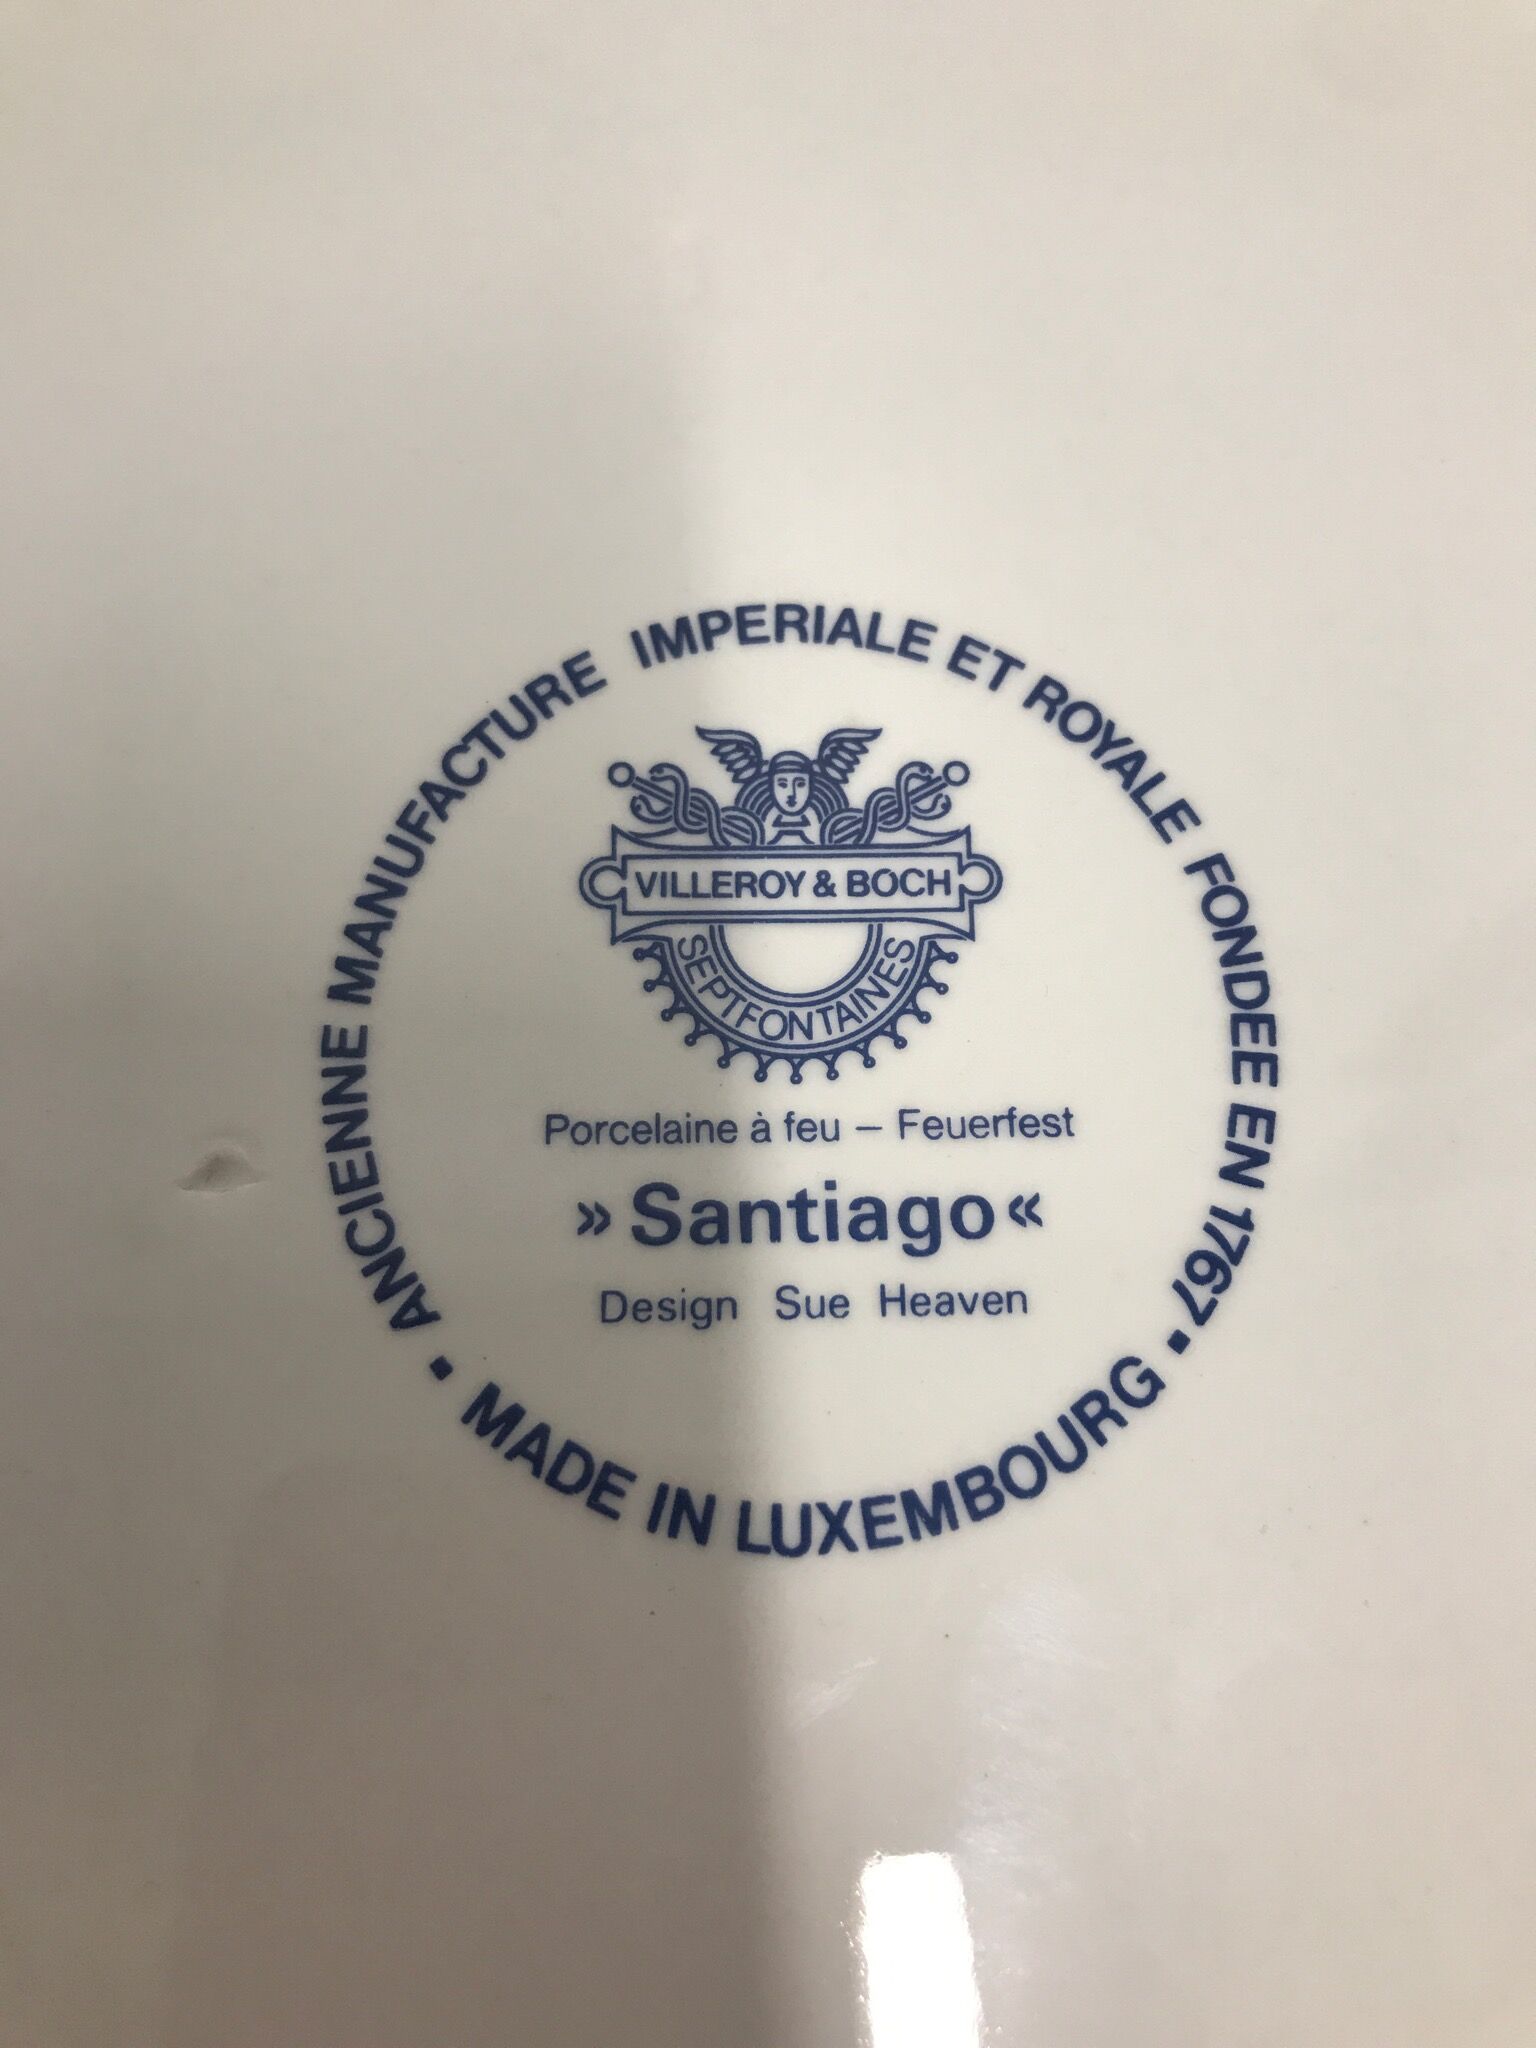 ANCIENNE MANUFACTURE IMPERIALE ET ROYALE FONDEE EN 1767 •
VILLEROY & BOCH
SEPTFONTAINES
Porcelaine à feu – Feuerfest
»Santiago«
Design Sue Heaven
• MADE IN LUXEMBOURG